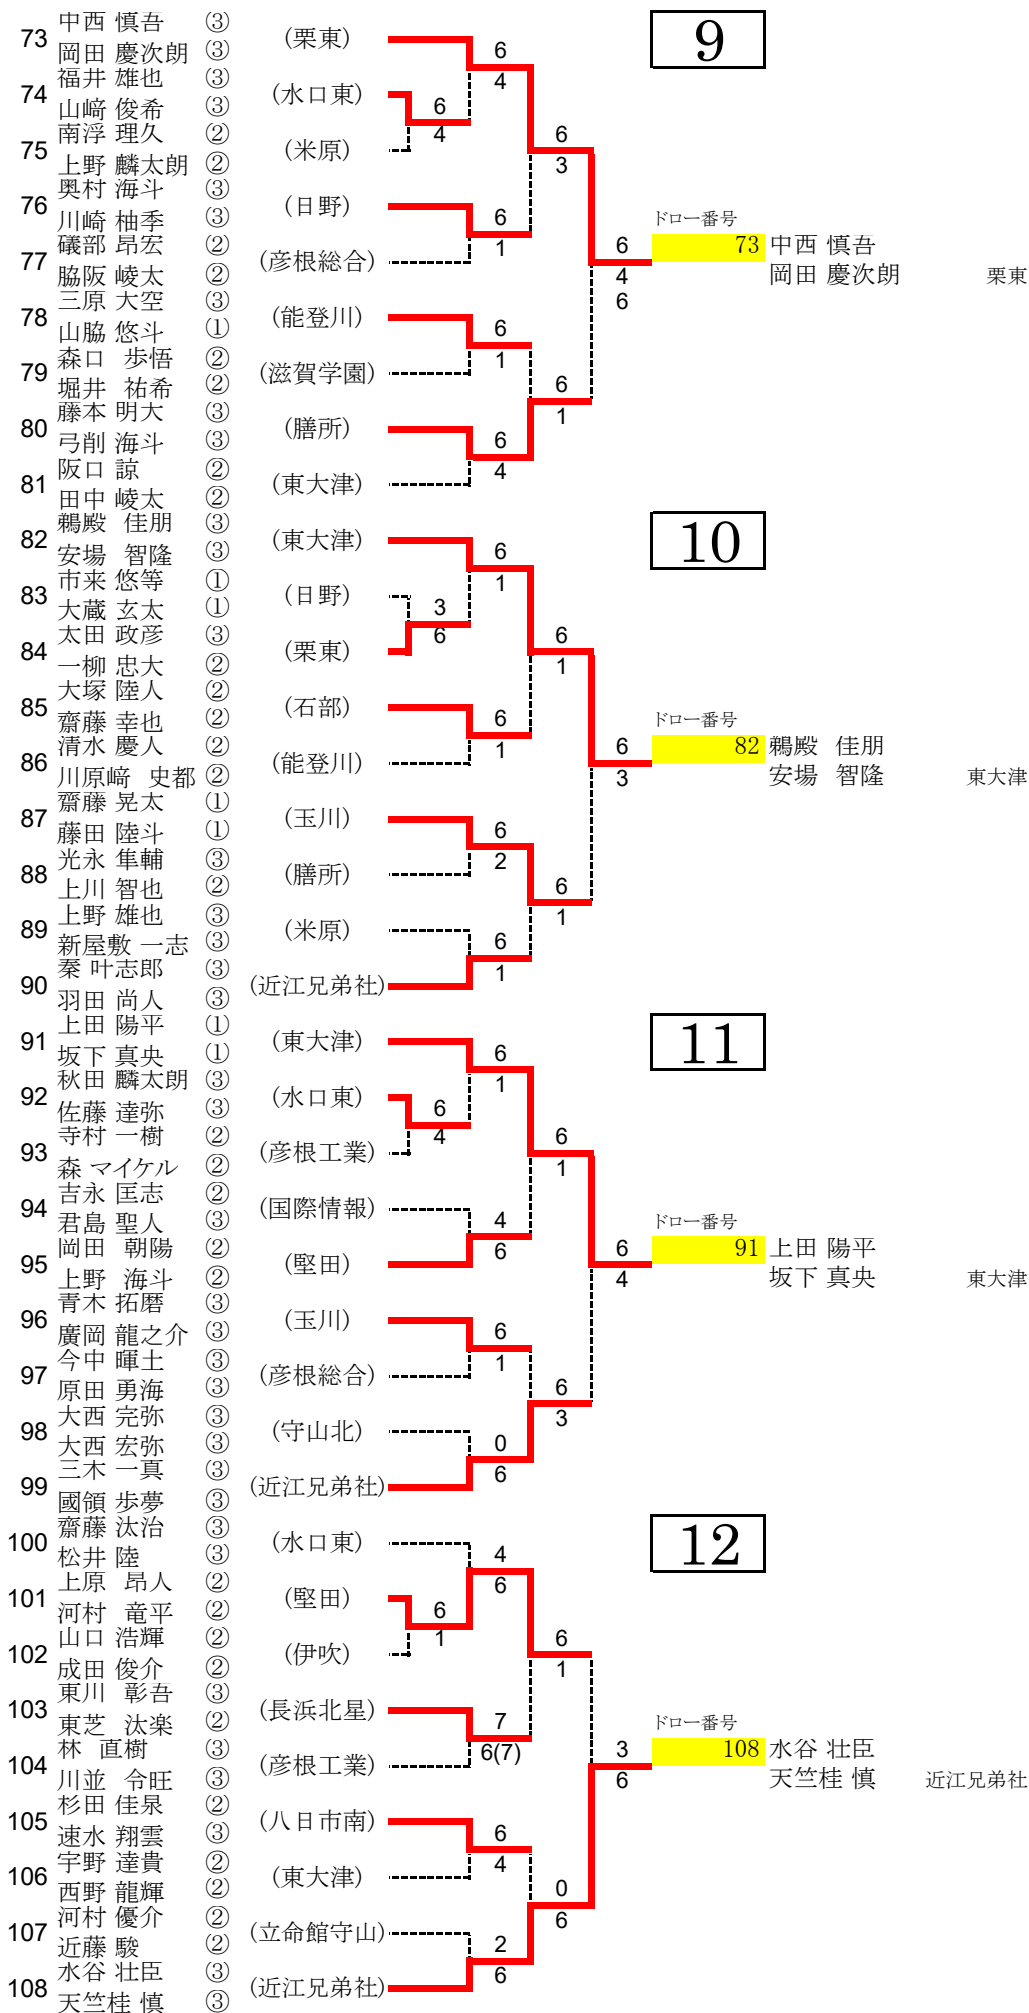 9
73 中西 慎吾 ③ (栗東)
岡田 慶次朗 ③
6
4
74 福井 雄也 ③ (水口東)
山﨑 俊希 ③
6
4
75 南浮 理久 ② (米原)
上野 麟太朗 ②
6
3
76 奥村 海斗 ③ (日野)
川崎 柚季 ③
6
1
77 礒部 昂宏 ② (彦根総合)
脇阪 崚太 ②
ドロー番号
6
4
6
73 中西 慎吾
岡田 慶次朗 栗東
78 三原 大空 ③ (能登川)
山脇 悠斗 ①
6
1
79 森口 歩悟 ② (滋賀学園)
堀井 祐希 ②
6
1
80 藤本 明大 ③ (膳所)
弓削 海斗 ③
6
4
81 阪口 諒 ② (東大津)
田中 崚太 ②
10
82 鵜殿 佳朋 ③ (東大津)
安場 智隆 ③
6
1
83 市来 悠等 ① (日野)
大蔵 玄太 ①
3
6
84 太田 政彦 ③ (栗東)
一柳 忠大 ②
6
1
85 大塚 陸人 ② (石部)
齋藤 幸也 ②
6
1
86 清水 慶人 ② (能登川)
川原﨑 史都 ②
ドロー番号
6
3
82 鵜殿 佳朋
安場 智隆 東大津
87 齋藤 晃太 ① (玉川)
藤田 陸斗 ①
6
2
88 光永 隼輔 ③ (膳所)
上川 智也 ②
6
1
89 上野 雄也 ③ (米原)
新屋敷 一志 ③
6
1
90 秦 叶志郎 ③ (近江兄弟社)
羽田 尚人 ③
11
91 上田 陽平 ① (東大津)
坂下 真央 ①
6
1
92 秋田 麟太朗 ③ (水口東)
佐藤 達弥 ③
6
4
93 寺村 一樹 ② (彦根工業)
森 マイケル ②
6
1
94 吉永 匡志 ② (国際情報)
君島 聖人 ③
4
6
95 岡田 朝陽 ② (堅田)
上野 海斗 ②
ドロー番号
6
4
91 上田 陽平
坂下 真央 東大津
96 青木 拓磨 ③ (玉川)
廣岡 龍之介 ③
6
1
97 今中 暉土 ③ (彦根総合)
原田 勇海 ③
6
3
98 大西 完弥 ③ (守山北)
大西 宏弥 ③
0
6
99 三木 一真 ③ (近江兄弟社)
國領 歩夢 ③
12
100 齋藤 汰治 ③ (水口東)
松井 陸 ③
4
6
101 上原 昂人 ② (堅田)
河村 竜平 ②
6
1
102 山口 浩輝 ② (伊吹)
成田 俊介 ②
6
1
103 東川 彰吾 ③ (長浜北星)
東芝 汰楽 ②
7
6(7)
104 林 直樹 ③ (彦根工業)
川並 令旺 ③
ドロー番号
3
6
108 水谷 壮臣
天竺桂 慎 近江兄弟社
105 杉田 佳泉 ② (八日市南)
速水 翔雲 ③
6
4
106 宇野 達貴 ② (東大津)
西野 龍輝 ②
0
6
107 河村 優介 ② (立命館守山)
近藤 駿 ②
2
6
108 水谷 壮臣 ③ (近江兄弟社)
天竺桂 慎 ③